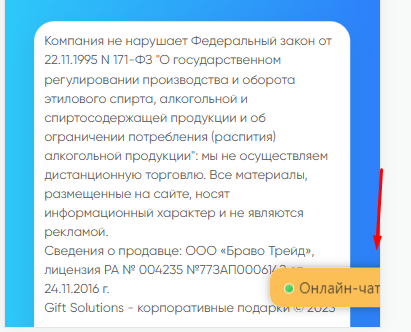 Компания не нарушает Федеральный закон от
22.11.1995 N 171-ФЗ "О государственном
регулировании производства и оборота
этилового спирта, алкогольной и
спиртосодержащей продукции и об
ограничении потребления (распития)
алкогольной продукции": мы не осуществляем
дистанционную торговлю. Все материалы,
размещенные на сайте, носят
информационный характер и не являются
рекламой.
Сведения о продавце: ООО «Браво Трейд»,
лицензия РА № 004235
24.11.2016 г.
Онлайн-чат
Gift Solutions - корпоративные подарки © 2023